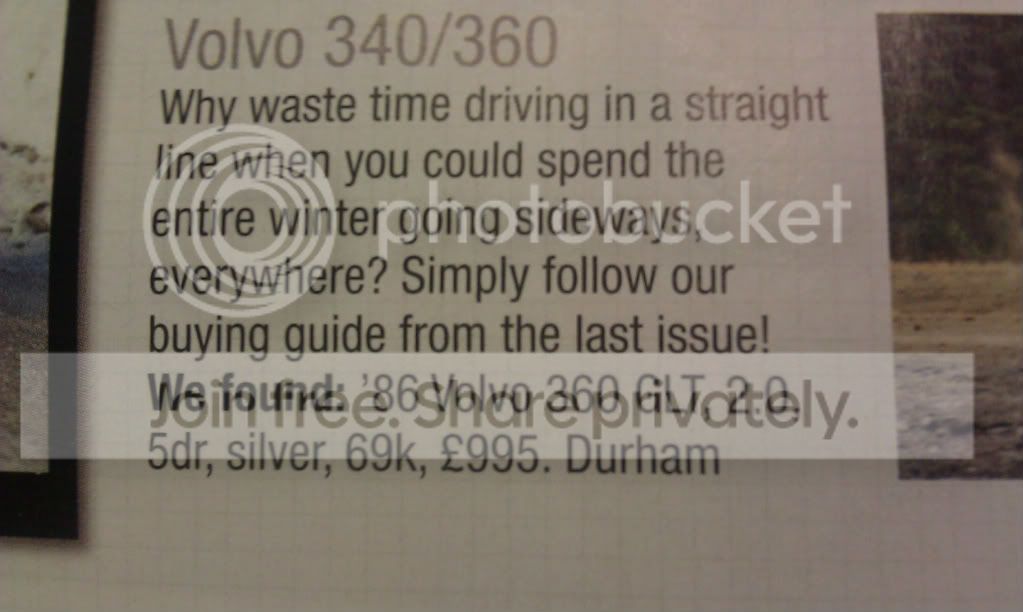 Volvo 340/360
Why waste time driving in a straight
line when you could spend the
entire winter going sideways,
everywhere? Simply follow our
buying guide from the last issue!
We found: '86 Volvo 360 GLT, 2.0,
5dr, silver, 69k, £995. Durham
photobucket
Join free. Share privately.